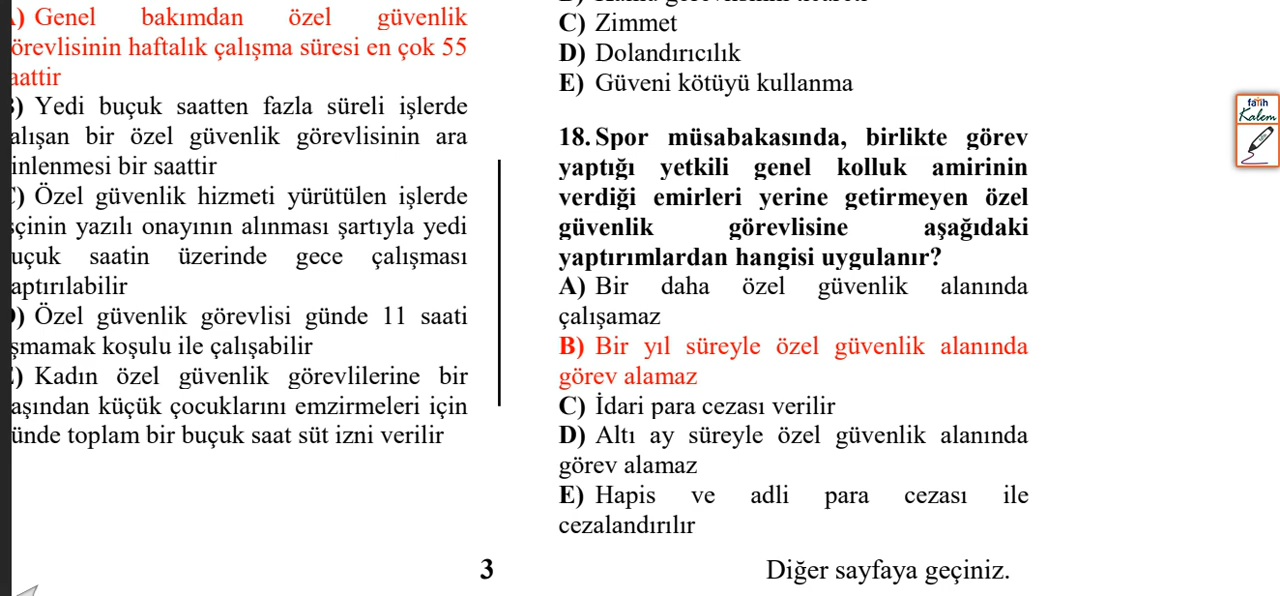 ) Genel bakımdan özel güvenlik
örevlisinin haftalık çalışma süresi en çok 55
aattir
) Yedi buçuk saatten fazla süreli işlerde
alışan bir özel güvenlik görevlisinin ara
inlenmesi bir saattir
) Özel güvenlik hizmeti yürütülen işlerde
şçinin yazılı onayının alınması şartıyla yedi
uçuk saatin üzerinde gece çalışması
aptırılabilir
) Özel güvenlik görevlisi günde 11 saati
şmamak koşulu ile çalışabilir
) Kadın özel güvenlik görevlilerine bir
aşından küçük çocuklarını emzirmeleri için
ünde toplam bir buçuk saat süt izni verilir
C) Zimmet
D) Dolandırıcılık
E) Güveni kötüyü kullanma
18. Spor müsabakasında, birlikte görev
yaptığı yetkili genel kolluk amirinin
verdiği emirleri yerine getirmeyen özel
güvenlik görevlisine aşağıdaki
yaptırımlardan hangisi uygulanır?
A) Bir daha özel güvenlik alanında
çalışamaz
B) Bir yıl süreyle özel güvenlik alanında
görev alamaz
C) İdari para cezası verilir
D) Altı ay süreyle özel güvenlik alanında
görev alamaz
E) Hapis ve adli para cezası ile
cezalandırılır
3
Diğer sayfaya geçiniz.
fatih
Kalem